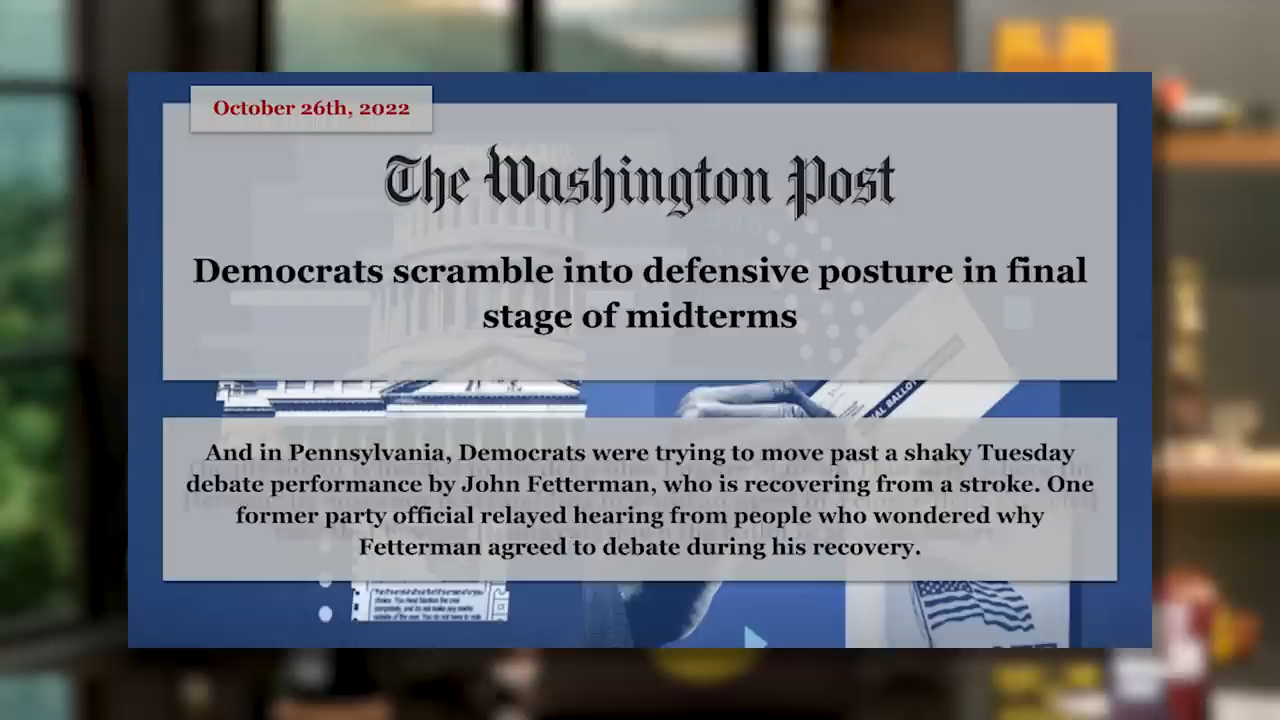 October 26th, 2022
The Washington Post
Democrats scramble into defensive posture in final
stage of midterms
And in Pennsylvania, Democrats were trying to move past a shaky Tuesday
debate performance by John Fetterman, who is recovering from a stroke. One
former party official relayed hearing from people who wondered why
Fetterman agreed to debate during his recovery.